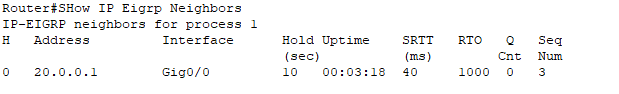 Router#SHow IP Eigrp Neighbors
IP-EIGRP neighbors for process 1
H   Address         Interface      Hold Uptime    SRTT   RTO   Q   Seq
                                   (sec)          (ms)        Cnt  Num
0   20.0.0.1        Gig0/0         10   00:03:18  40     1000  0   3